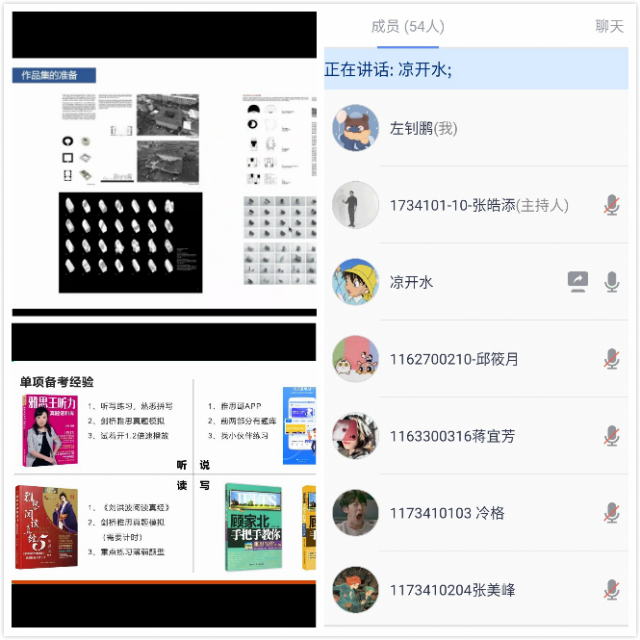 作品集的准备
单项备考经验
雅思王听力
1、听写练习，熟悉拼写
2、剑桥雅思真题模拟
3、试着开1.2倍速模放
1、雅思哥APP
2、前两部分有题库
3、找小伙伴练习
听 说
读 写
1、《刘洪波阅读真经》
2、剑桥雅思真题模拟
（需要计时）
3、重点练习薄弱题型
IELTS
顾家北
手把手教你
成员 (54人)
聊天
正在讲话: 凉开水;
左钊鹏(我)
1734101-10-张皓添(主持人)
凉开水
1162700210-邱筱月
1163300316蒋宜芳
1173410103 冷格
1173410204张美峰